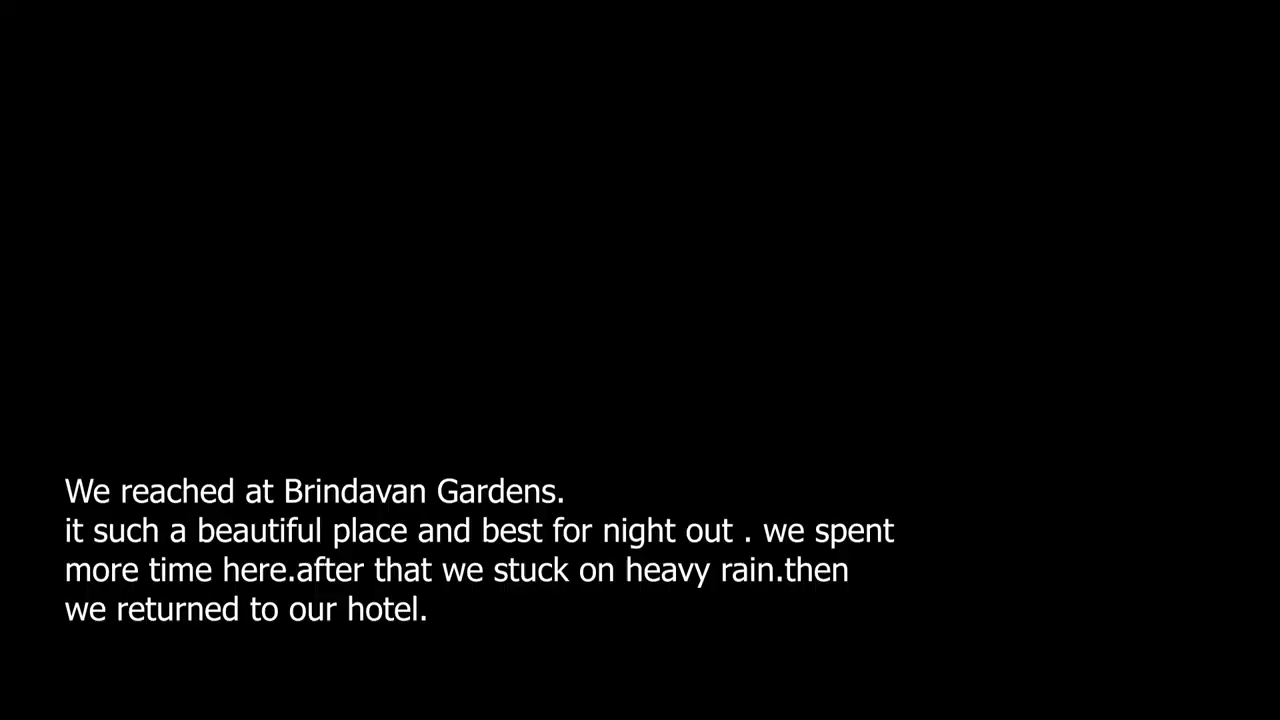 We reached at Brindavan Gardens.
it such a beautiful place and best for night out . we spent
more time here.after that we stuck on heavy rain.then
we returned to our hotel.